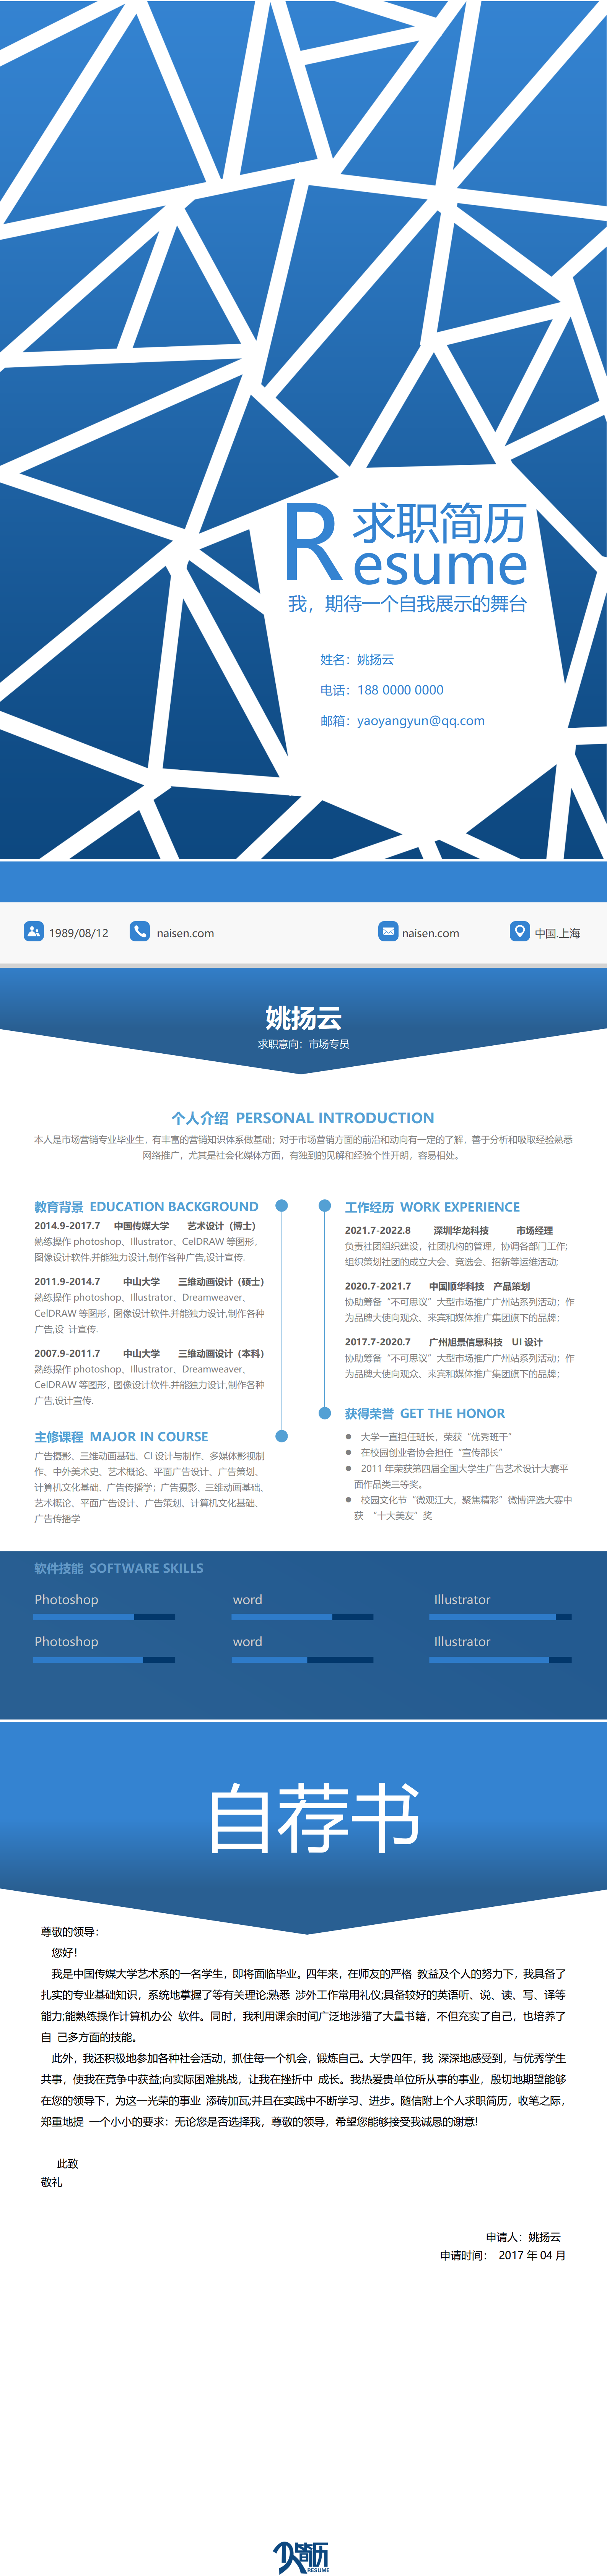 求职简历
Resume
我，期待一个自我展示的舞台
姓名：姚扬云
电话：188 0000 0000
邮箱：yaoyangyun@qq.com
1989/08/12
naisen.com
naisen.com
中国.上海
姚扬云
求职意向：市场专员
个人介绍 PERSONAL INTRODUCTION
本人是市场营销专业毕业生，有丰富的营销知识体系做基础；对于市场营销方面的前沿和动向有一定的了解，善于分析和吸取经验熟悉
网络推广，尤其是社会化媒体方面，有独到的见解和经验个性开朗，容易相处。
教育背景 EDUCATION BACKGROUND
2014.9-2017.7 中国传媒大学 艺术设计（博士）
熟练操作 photoshop、Illustrator、CelDRAW 等图形，
图像设计软件.并能独力设计,制作各种广告,设计宣传.
2011.9-2014.7 中山大学 三维动画设计（硕士）
熟练操作 photoshop、Illustrator、Dreamweaver、
CelDRAW 等图形，图像设计软件.并能独力设计,制作各种
广告,设 计宣传.
2007.9-2011.7 中山大学 三维动画设计（本科）
熟练操作 photoshop、Illustrator、Dreamweaver、
CelDRAW 等图形，图像设计软件.并能独力设计,制作各种
广告,设计宣传.
主修课程 MAJOR IN COURSE
广告摄影、三维动画基础、CI 设计与制作、多媒体影视制
作、中外美术史、艺术概论、平面广告设计、广告策划、
计算机文化基础、广告传播学；广告摄影、三维动画基础、
艺术概论、平面广告设计、广告策划、计算机文化基础、
广告传播学
工作经历 WORK EXPERIENCE
2021.7-2022.8 深圳华龙科技 市场经理
负责社团组织建设，社团机构的管理，协调各部门工作;
组织策划社团的成立大会、竞选会、招新等运维活动;
2020.7-2021.7 中国顺华科技 产品策划
协助筹备“不可思议”大型市场推广广州站系列活动；作
为品牌大使向观众、来宾和媒体推广集团旗下的品牌；
2017.7-2020.7 广州旭景信息科技 UI 设计
协助筹备“不可思议”大型市场推广广州站系列活动；作
为品牌大使向观众、来宾和媒体推广集团旗下的品牌；
获得荣誉 GET THE HONOR
● 大学一直担任班长，荣获“优秀班干”
● 在校园创业者协会担任“宣传部长”
● 2011 年荣获第四届全国大学生广告艺术设计大赛平
面作品类三等奖。
● 校园文化节“微观江大，聚焦精彩”微博评选大赛中
获 “十大美友”奖
软件技能 SOFTWARE SKILLS
Photoshop word Illustrator
Photoshop word Illustrator
自荐书
尊敬的领导：
您好！
我是中国传媒大学艺术系的一名学生，即将面临毕业。四年来，在师友的严格 教益及个人的努力下，我具备了
扎实的专业基础知识，系统地掌握了等有关理论;熟悉 涉外工作常用礼仪;具备较好的英语听、说、读、写、译等
能力;能熟练操作计算机办公 软件。同时，我利用课余时间广泛地涉猎了大量书籍，不但充实了自己，也培养了
自 己多方面的技能。
此外，我还积极地参加各种社会活动，抓住每一个机会，锻炼自己。大学四年，我 深深地感受到，与优秀学生
共事，使我在竞争中获益;向实际困难挑战，让我在挫折中 成长。我热爱贵单位所从事的事业，殷切地期望能够
在您的领导下，为这一光荣的事业 添砖加瓦;并且在实践中不断学习、进步。随信附上个人求职简历，收笔之际，
郑重地提 一个小小的要求：无论您是否选择我，尊敬的领导，希望您能够接受我诚恳的谢意!
此致
敬礼
申请人：姚扬云
申请时间： 2017 年 04 月
个人简历
RESUME